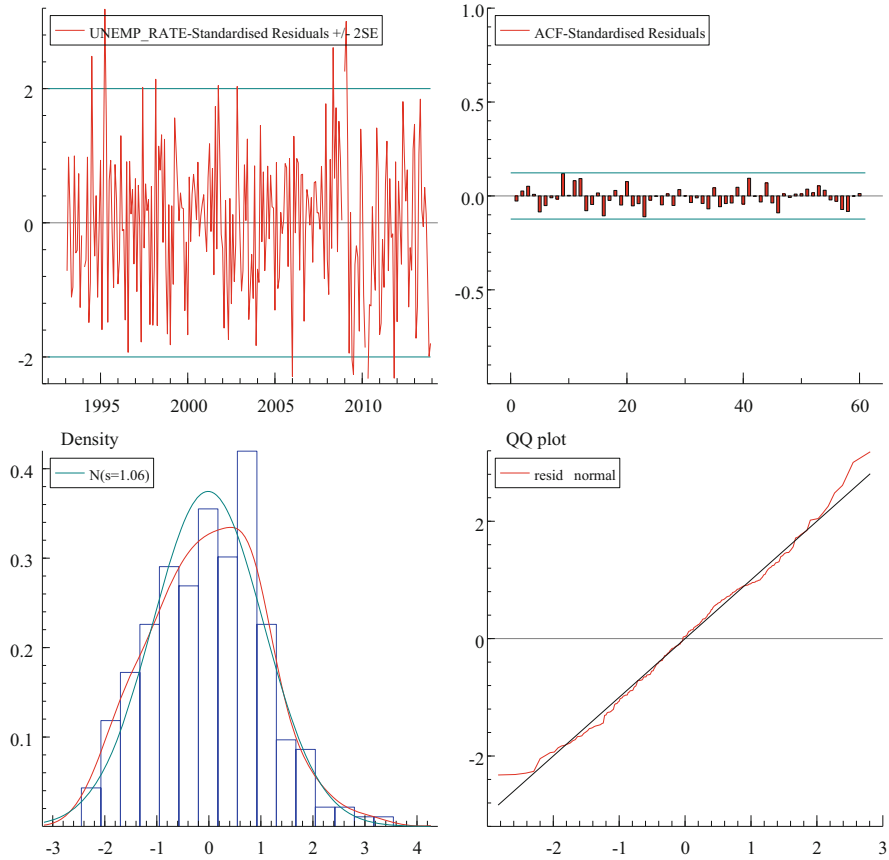 UNEMP_RATE-Standardised Residuals +/- 2SE
2
0
-2
1995 2000 2005 2010
1.0
ACF-Standardised Residuals
0.5
0.0
-0.5
0 20 40 60
Density
0.4
N(s=1.06)
0.3
0.2
0.1
-3 -2 -1 0 1 2 3 4
QQ plot
resid normal
2
0
-2
-2 -1 0 1 2 3